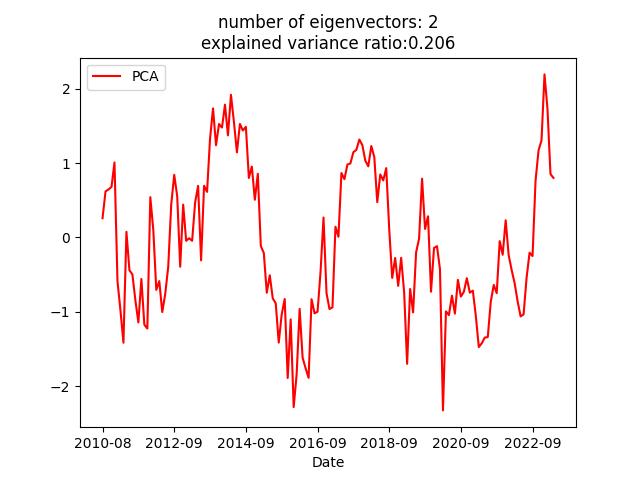 number of eigenvectors: 2
explained variance ratio:0.206
PCA
2
1
0
−1
−2
2010-08 2012-09 2014-09 2016-09 2018-09 2020-09 2022-09
Date